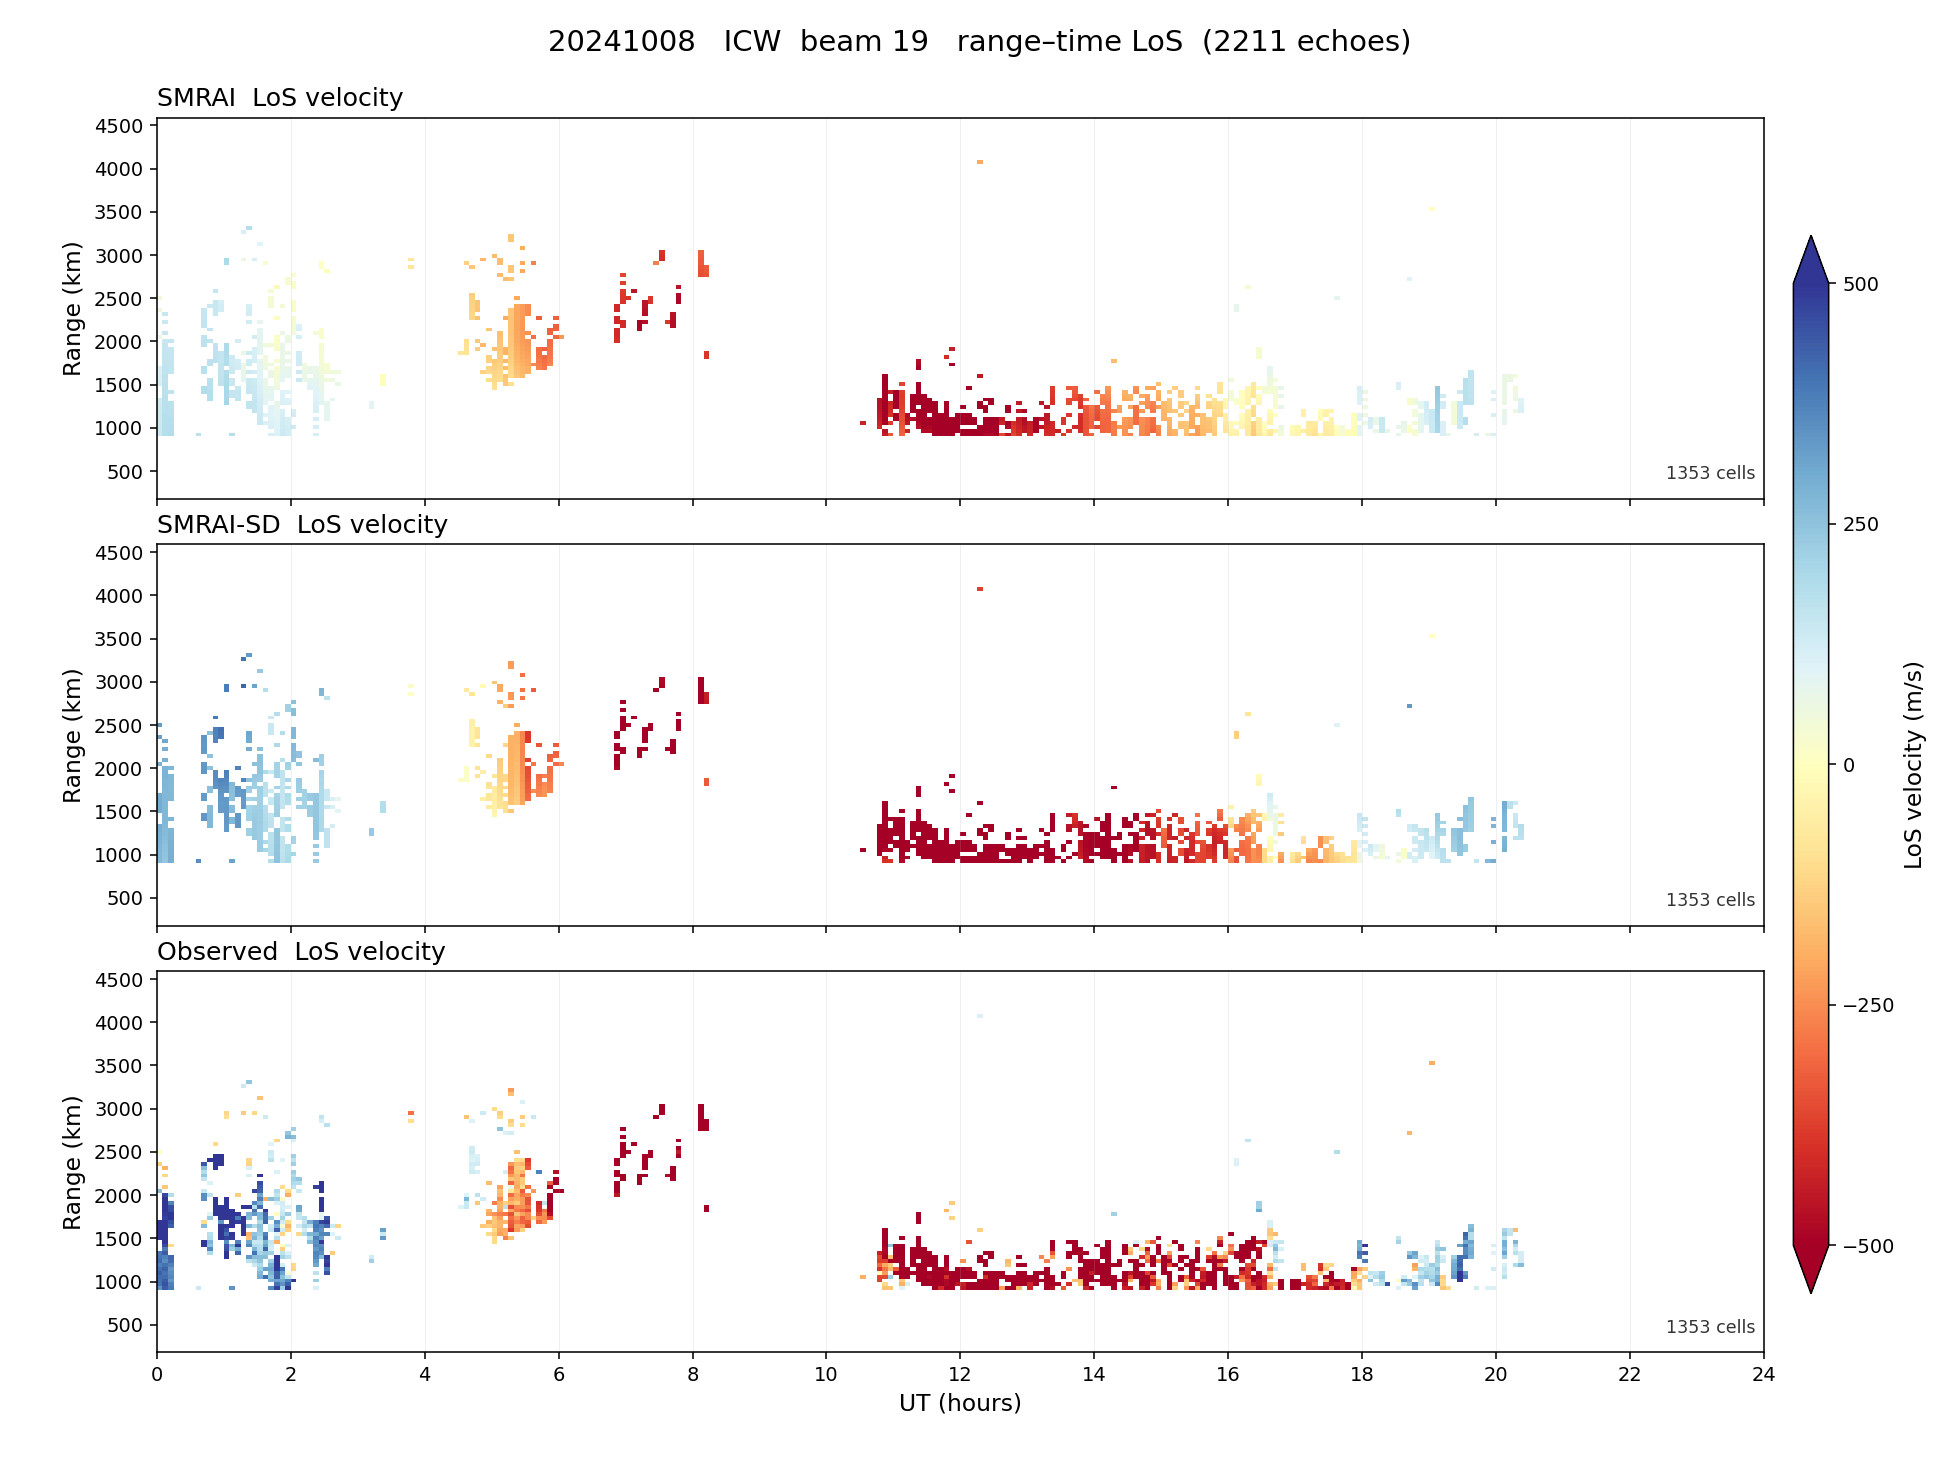 20241008   ICW  beam 19   range–time LoS  (2211 echoes)
SMRAI  LoS velocity
4500
4000
3500
3000
2500
2000
1500
1000
500
Range (km)
1353 cells
SMRAI-SD  LoS velocity
4500
4000
3500
3000
2500
2000
1500
1000
500
Range (km)
1353 cells
Observed  LoS velocity
4500
4000
3500
3000
2500
2000
1500
1000
500
Range (km)
1353 cells
0 2 4 6 8 10 12 14 16 18 20 22 24
UT (hours)
500
250
0
−250
−500
LoS velocity (m/s)